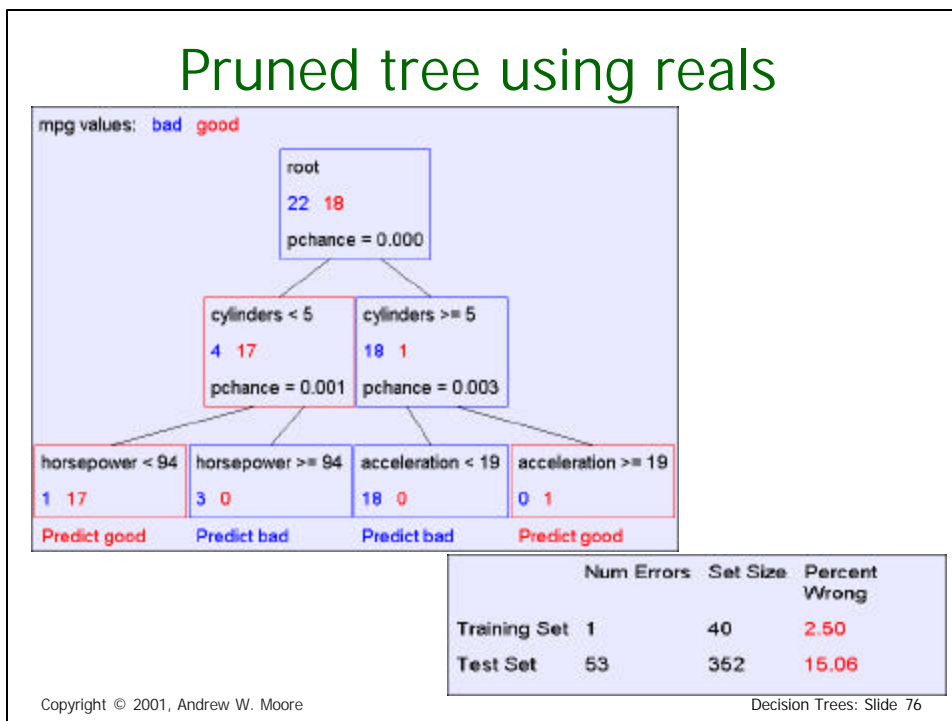 Pruned tree using reals
mpg values: bad good
root
22 18
pchance = 0.000
cylinders < 5
4 17
pchance = 0.001
cylinders >= 5
18 1
pchance = 0.003
horsepower < 94
1 17
Predict good
horsepower >= 94
3 0
Predict bad
acceleration < 19
18 0
Predict bad
acceleration >= 19
0 1
Predict good
Num Errors Set Size Percent
Wrong
Training Set 1 40 2.50
Test Set 53 352 15.06
Copyright © 2001, Andrew W. Moore
Decision Trees: Slide 76